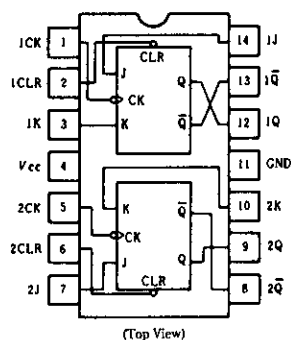 1CK 1 14 1J
CLR
1CLR 2 J Q 13 1Q̅
CK
1K 3 K Q̅ 12 1Q
Vcc 4 11 GND
2CK 5 K Q̅ 10 2K
CK
2CLR 6 J Q 9 2Q
CLR
2J 7 8 2Q̅
(Top View)